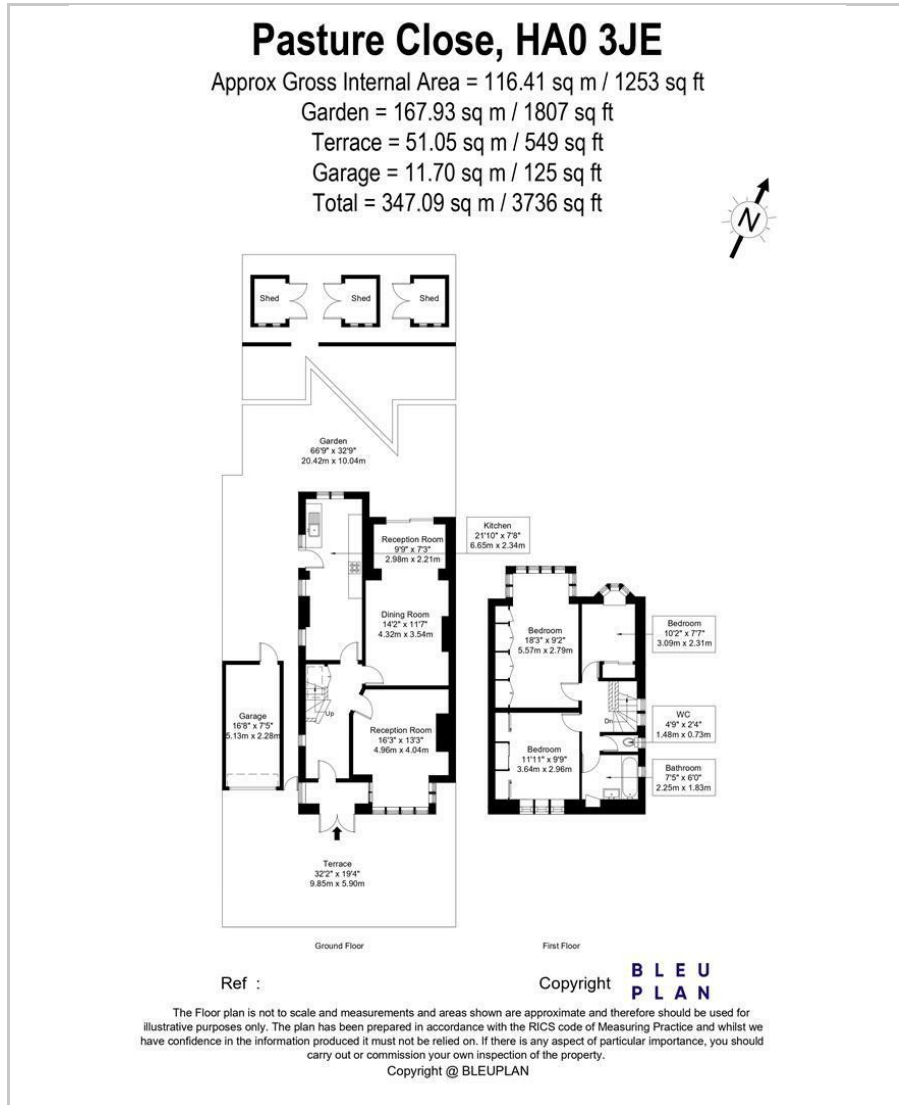 Pasture Close, HA0 3JE
Approx Gross Internal Area = 116.41 sq m / 1253 sq ft
Garden = 167.93 sq m / 1807 sq ft
Terrace = 51.05 sq m / 549 sq ft
Garage = 11.70 sq m / 125 sq ft
Total = 347.09 sq m / 3736 sq ft
N
Shed
Shed
Shed
Garden
66'9" x 32'9"
20.42m x 10.04m
Kitchen
21'10" x 7'8"
6.65m x 2.34m
Reception Room
9'9" x 7'3"
2.98m x 2.21m
Dining Room
14'2" x 11'7"
4.32m x 3.54m
Garage
16'8" x 7'5"
5.13m x 2.28m
Up
Reception Room
16'3" x 13'3"
4.96m x 4.04m
Terrace
32'2" x 19'4"
9.85m x 5.90m
Ground Floor
Bedroom
18'3" x 9'2"
5.57m x 2.79m
Bedroom
10'2" x 7'7"
3.09m x 2.31m
Dn
WC
4'9" x 2'4"
1.48m x 0.73m
Bedroom
11'11" x 9'9"
3.64m x 2.96m
Bathroom
7'5" x 6'0"
2.25m x 1.83m
First Floor
Ref :
Copyright
BLEU
PLAN
The Floor plan is not to scale and measurements and areas shown are approximate and therefore should be used for
illustrative purposes only. The plan has been prepared in accordance with the RICS code of Measuring Practice and whilst we
have confidence in the information produced it must not be relied on. If there is any aspect of particular importance, you should
carry out or commission your own inspection of the property.
Copyright @ BLEUPLAN